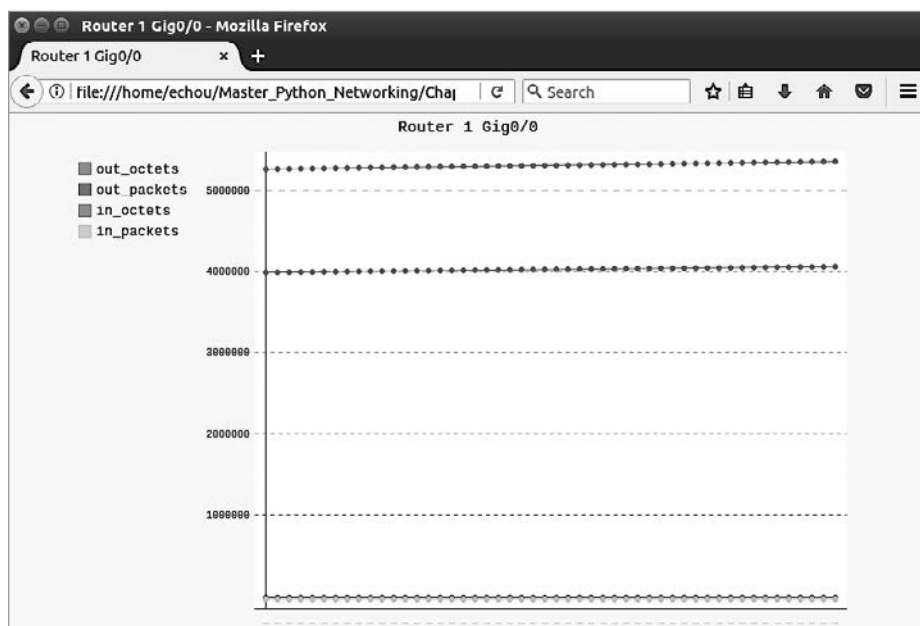 Router 1 Gig0/0 - Mozilla Firefox
Router 1 Gig0/0
file:///home/echou/Master_Python_Networking/Chap
Search
Router 1 Gig0/0
out_octets
out_packets
in_octets
in_packets
5000000
4000000
3000000
2000000
1000000